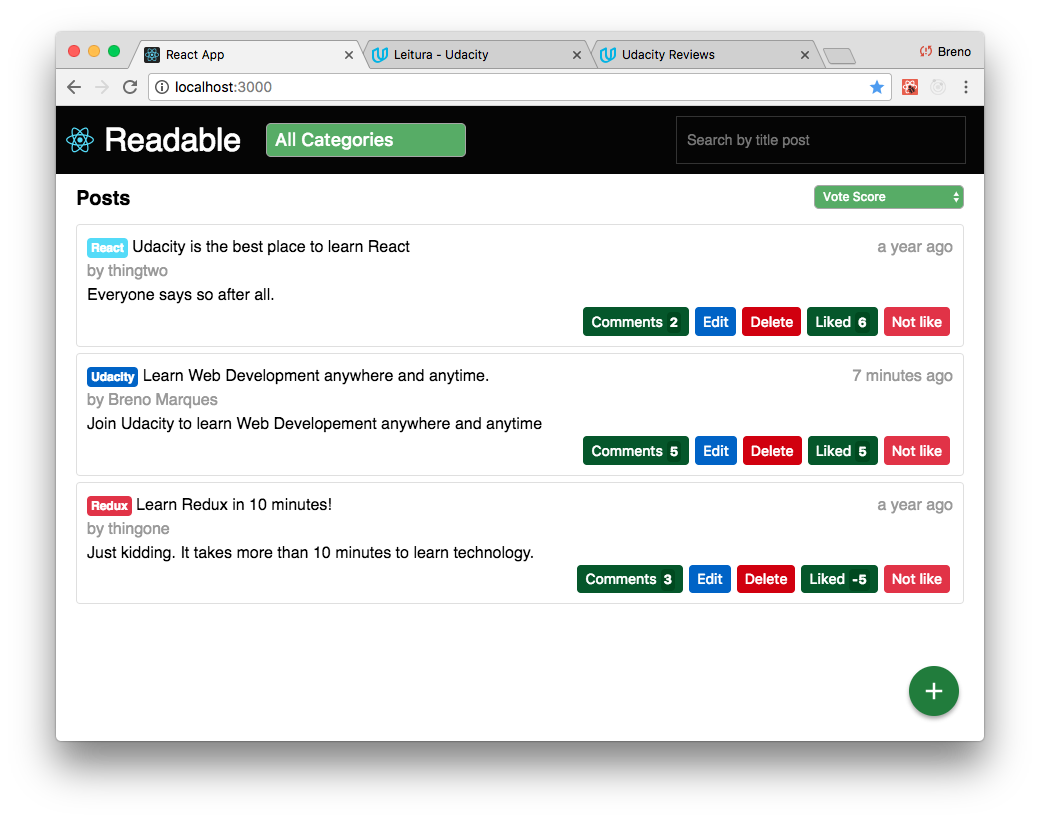 React App
Leitura - Udacity
Udacity Reviews
Breno
localhost:3000
Readable
All Categories
Search by title post
Posts
Vote Score
React Udacity is the best place to learn React a year ago
by thingtwo
Everyone says so after all.
Comments 2 Edit Delete Liked 6 Not like
Udacity Learn Web Development anywhere and anytime. 7 minutes ago
by Breno Marques
Join Udacity to learn Web Developement anywhere and anytime
Comments 5 Edit Delete Liked 5 Not like
Redux Learn Redux in 10 minutes! a year ago
by thingone
Just kidding. It takes more than 10 minutes to learn technology.
Comments 3 Edit Delete Liked -5 Not like
+